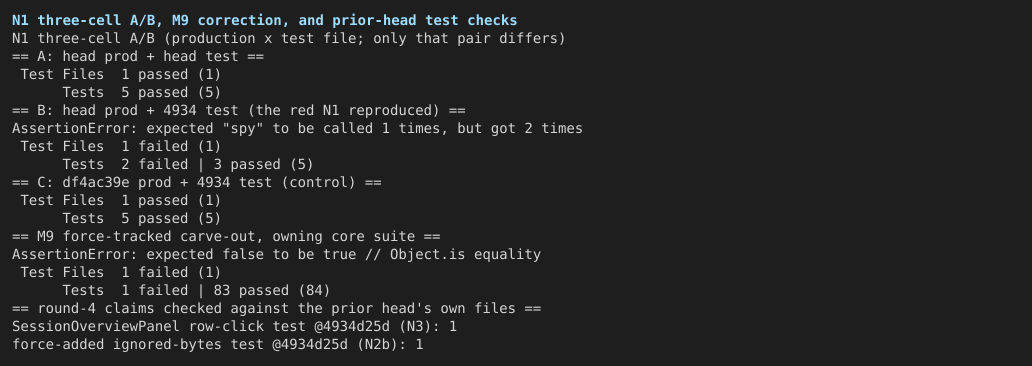 N1 three-cell A/B, M9 correction, and prior-head test checks
N1 three-cell A/B (production x test file; only that pair differs)
== A: head prod + head test ==
 Test Files  1 passed (1)
      Tests  5 passed (5)
== B: head prod + 4934 test (the red N1 reproduced) ==
AssertionError: expected "spy" to be called 1 times, but got 2 times
 Test Files  1 failed (1)
      Tests  2 failed | 3 passed (5)
== C: df4ac39e prod + 4934 test (control) ==
 Test Files  1 passed (1)
      Tests  5 passed (5)
== M9 force-tracked carve-out, owning core suite ==
AssertionError: expected false to be true // Object.is equality
 Test Files  1 failed (1)
      Tests  1 failed | 83 passed (84)
== round-4 claims checked against the prior head's own files ==
SessionOverviewPanel row-click test @4934d25d (N3): 1
force-added ignored-bytes test @4934d25d (N2b): 1